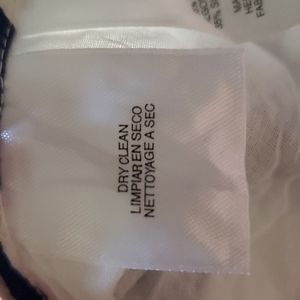 DRY CLEAN
LIMPIAR EN SECO
NETTOYAGE A SEC